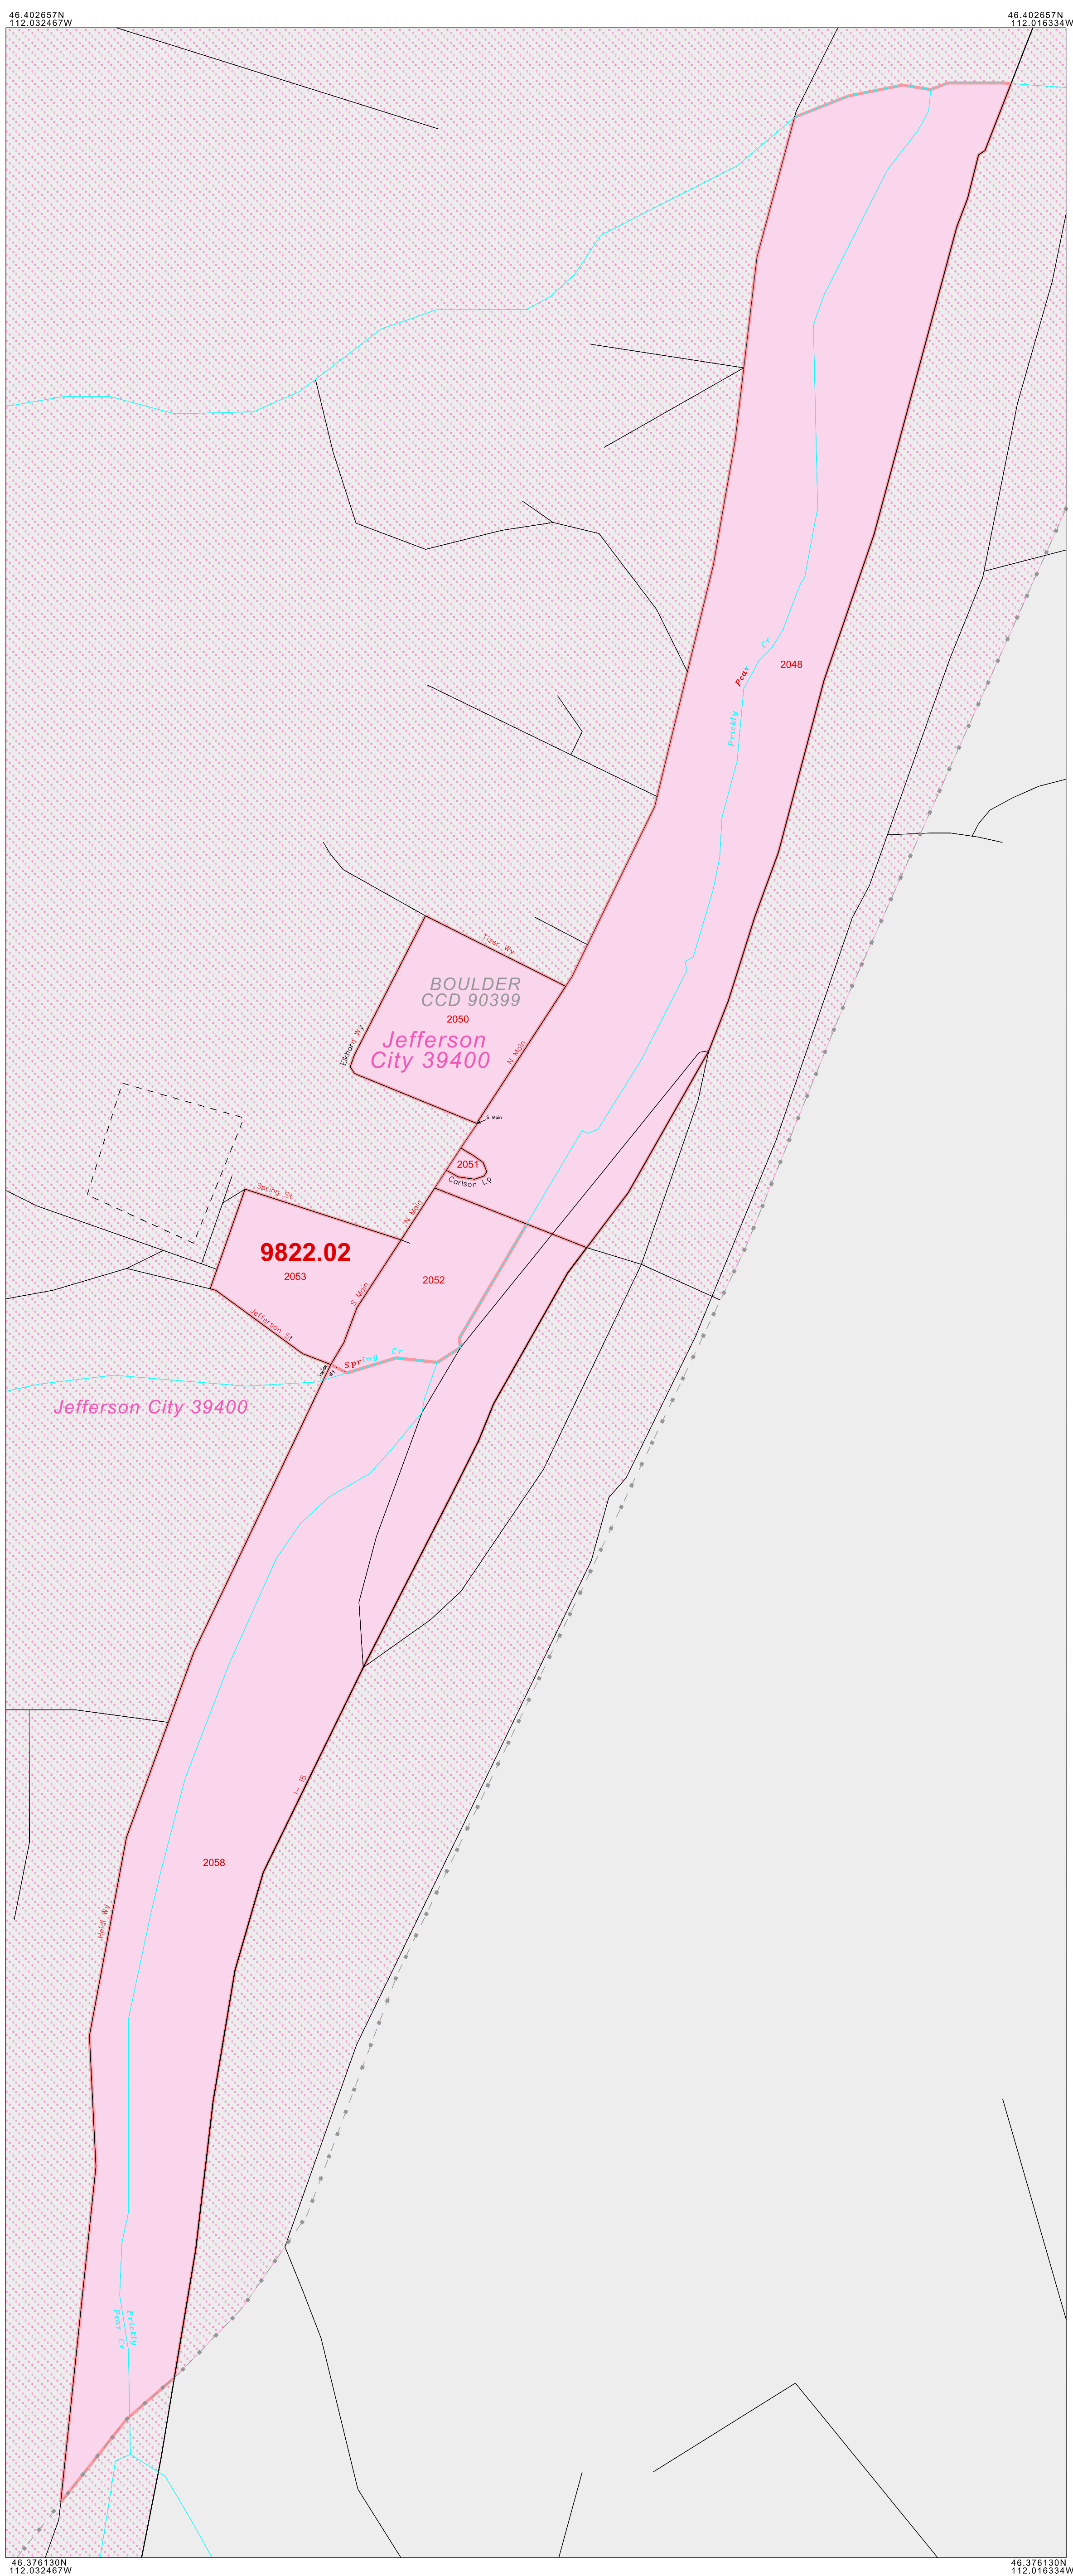 46.402657N
112.032467W
46.402657N
112.016334W
2048
Pear Cr
Prickly
Tizer Wy
BOULDER
CCD 90399
2050
Elkhorn Wy
Jefferson
City 39400
N Main
S Main
2051
Carlson Lp
Spring St
N Main
9822.02
2053
2052
S Main
Jefferson St
Spring Cr
Jefferson City 39400
I- 15
2058
Heidi Wy
Prickly
Pear Cr
46.376130N
112.032467W
46.376130N
112.016334W